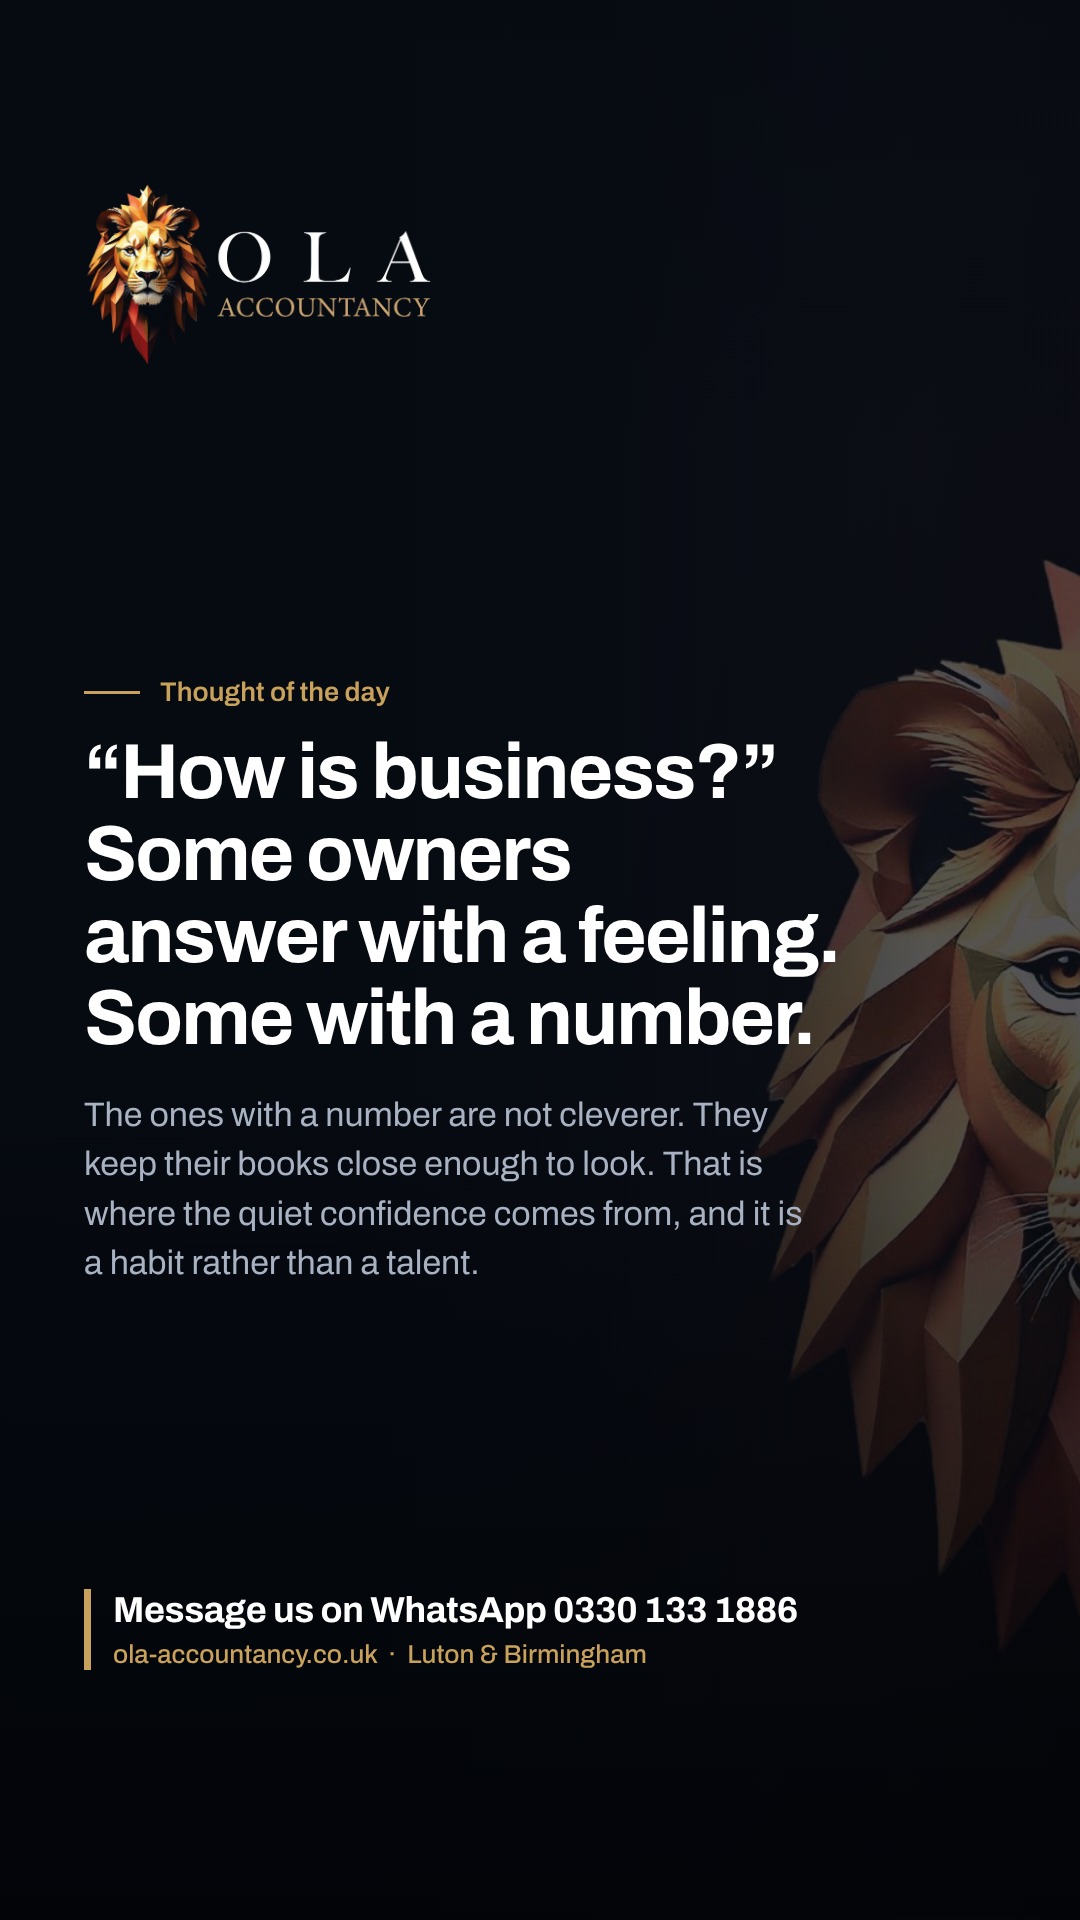 OLA
ACCOUNTANCY
Thought of the day
“How is business?”
Some owners
answer with a feeling.
Some with a number.
The ones with a number are not cleverer. They
keep their books close enough to look. That is
where the quiet confidence comes from, and it is
a habit rather than a talent.
Message us on WhatsApp 0330 133 1886
ola-accountancy.co.uk · Luton & Birmingham